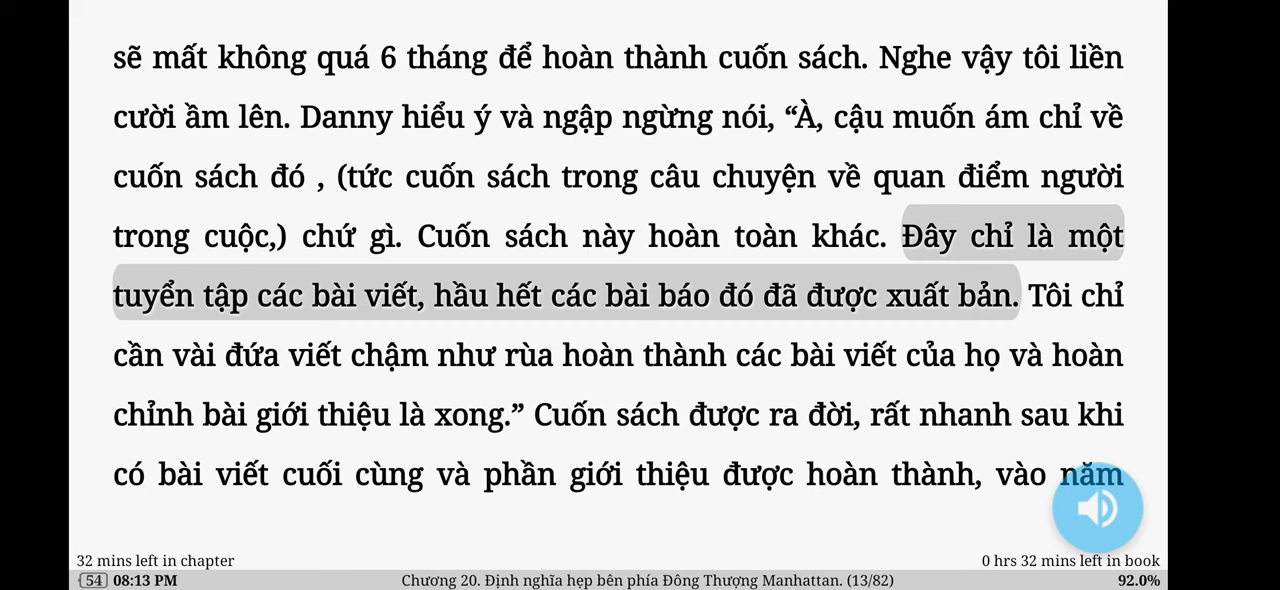 sẽ mất không quá 6 tháng để hoàn thành cuốn sách. Nghe vậy tôi liền
cười ầm lên. Danny hiểu ý và ngập ngừng nói, “À, cậu muốn ám chỉ về
cuốn sách đó , (tức cuốn sách trong câu chuyện về quan điểm người
trong cuộc,) chứ gì. Cuốn sách này hoàn toàn khác. Đây chỉ là một
tuyển tập các bài viết, hầu hết các bài báo đó đã được xuất bản. Tôi chỉ
cần vài đứa viết chậm như rùa hoàn thành các bài viết của họ và hoàn
chỉnh bài giới thiệu là xong.” Cuốn sách được ra đời, rất nhanh sau khi
có bài viết cuối cùng và phần giới thiệu được hoàn thành, vào năm
32 mins left in chapter 0 hrs 32 mins left in book
54 08:13 PM Chương 20. Định nghĩa hẹp bên phía Đông Thượng Manhattan. (13/82) 92.0%